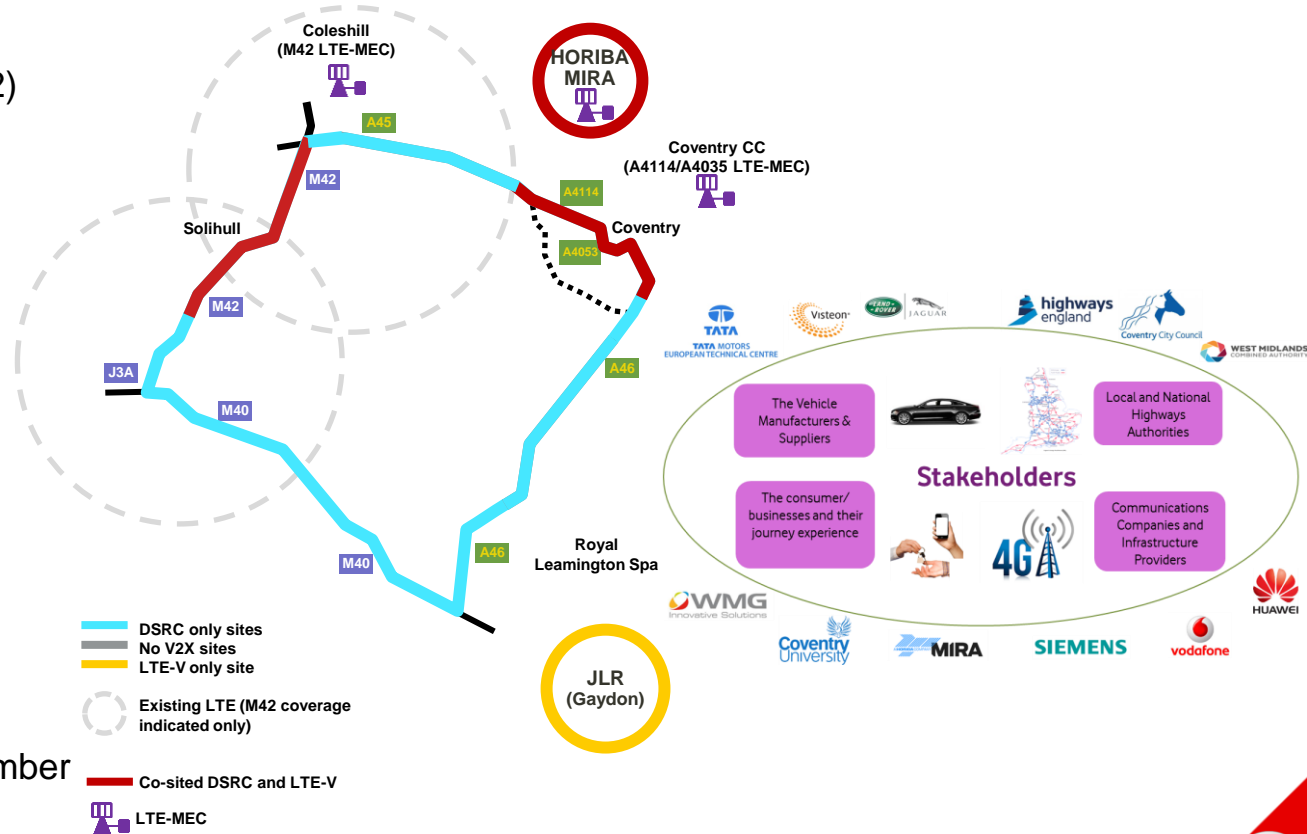 2)
Coleshill
(M42 LTE-MEC)
HORIBA
MIRA
A45
Coventry CC
(A4114/A4035 LTE-MEC)
M42
A4114
Solihull
Coventry
A4053
M42
J3A
M40
A46
M40
A46
Royal
Leamington Spa
JLR
(Gaydon)
DSRC only sites
No V2X sites
LTE-V only site
Existing LTE (M42 coverage
indicated only)
mber
Co-sited DSRC and LTE-V
LTE-MEC
TATA
TATA MOTORS
EUROPEAN TECHNICAL CENTRE
Visteon
LAND ROVER
JAGUAR
highways
england
Coventry City Council
WEST MIDLANDS
COMBINED AUTHORITY
The Vehicle
Manufacturers &
Suppliers
Local and National
Highways
Authorities
Stakeholders
The consumer/
businesses and their
journey experience
4G
Communications
Companies and
Infrastructure
Providers
WMG
Innovative Solutions
Coventry
University
MIRA
SIEMENS
vodafone
HUAWEI